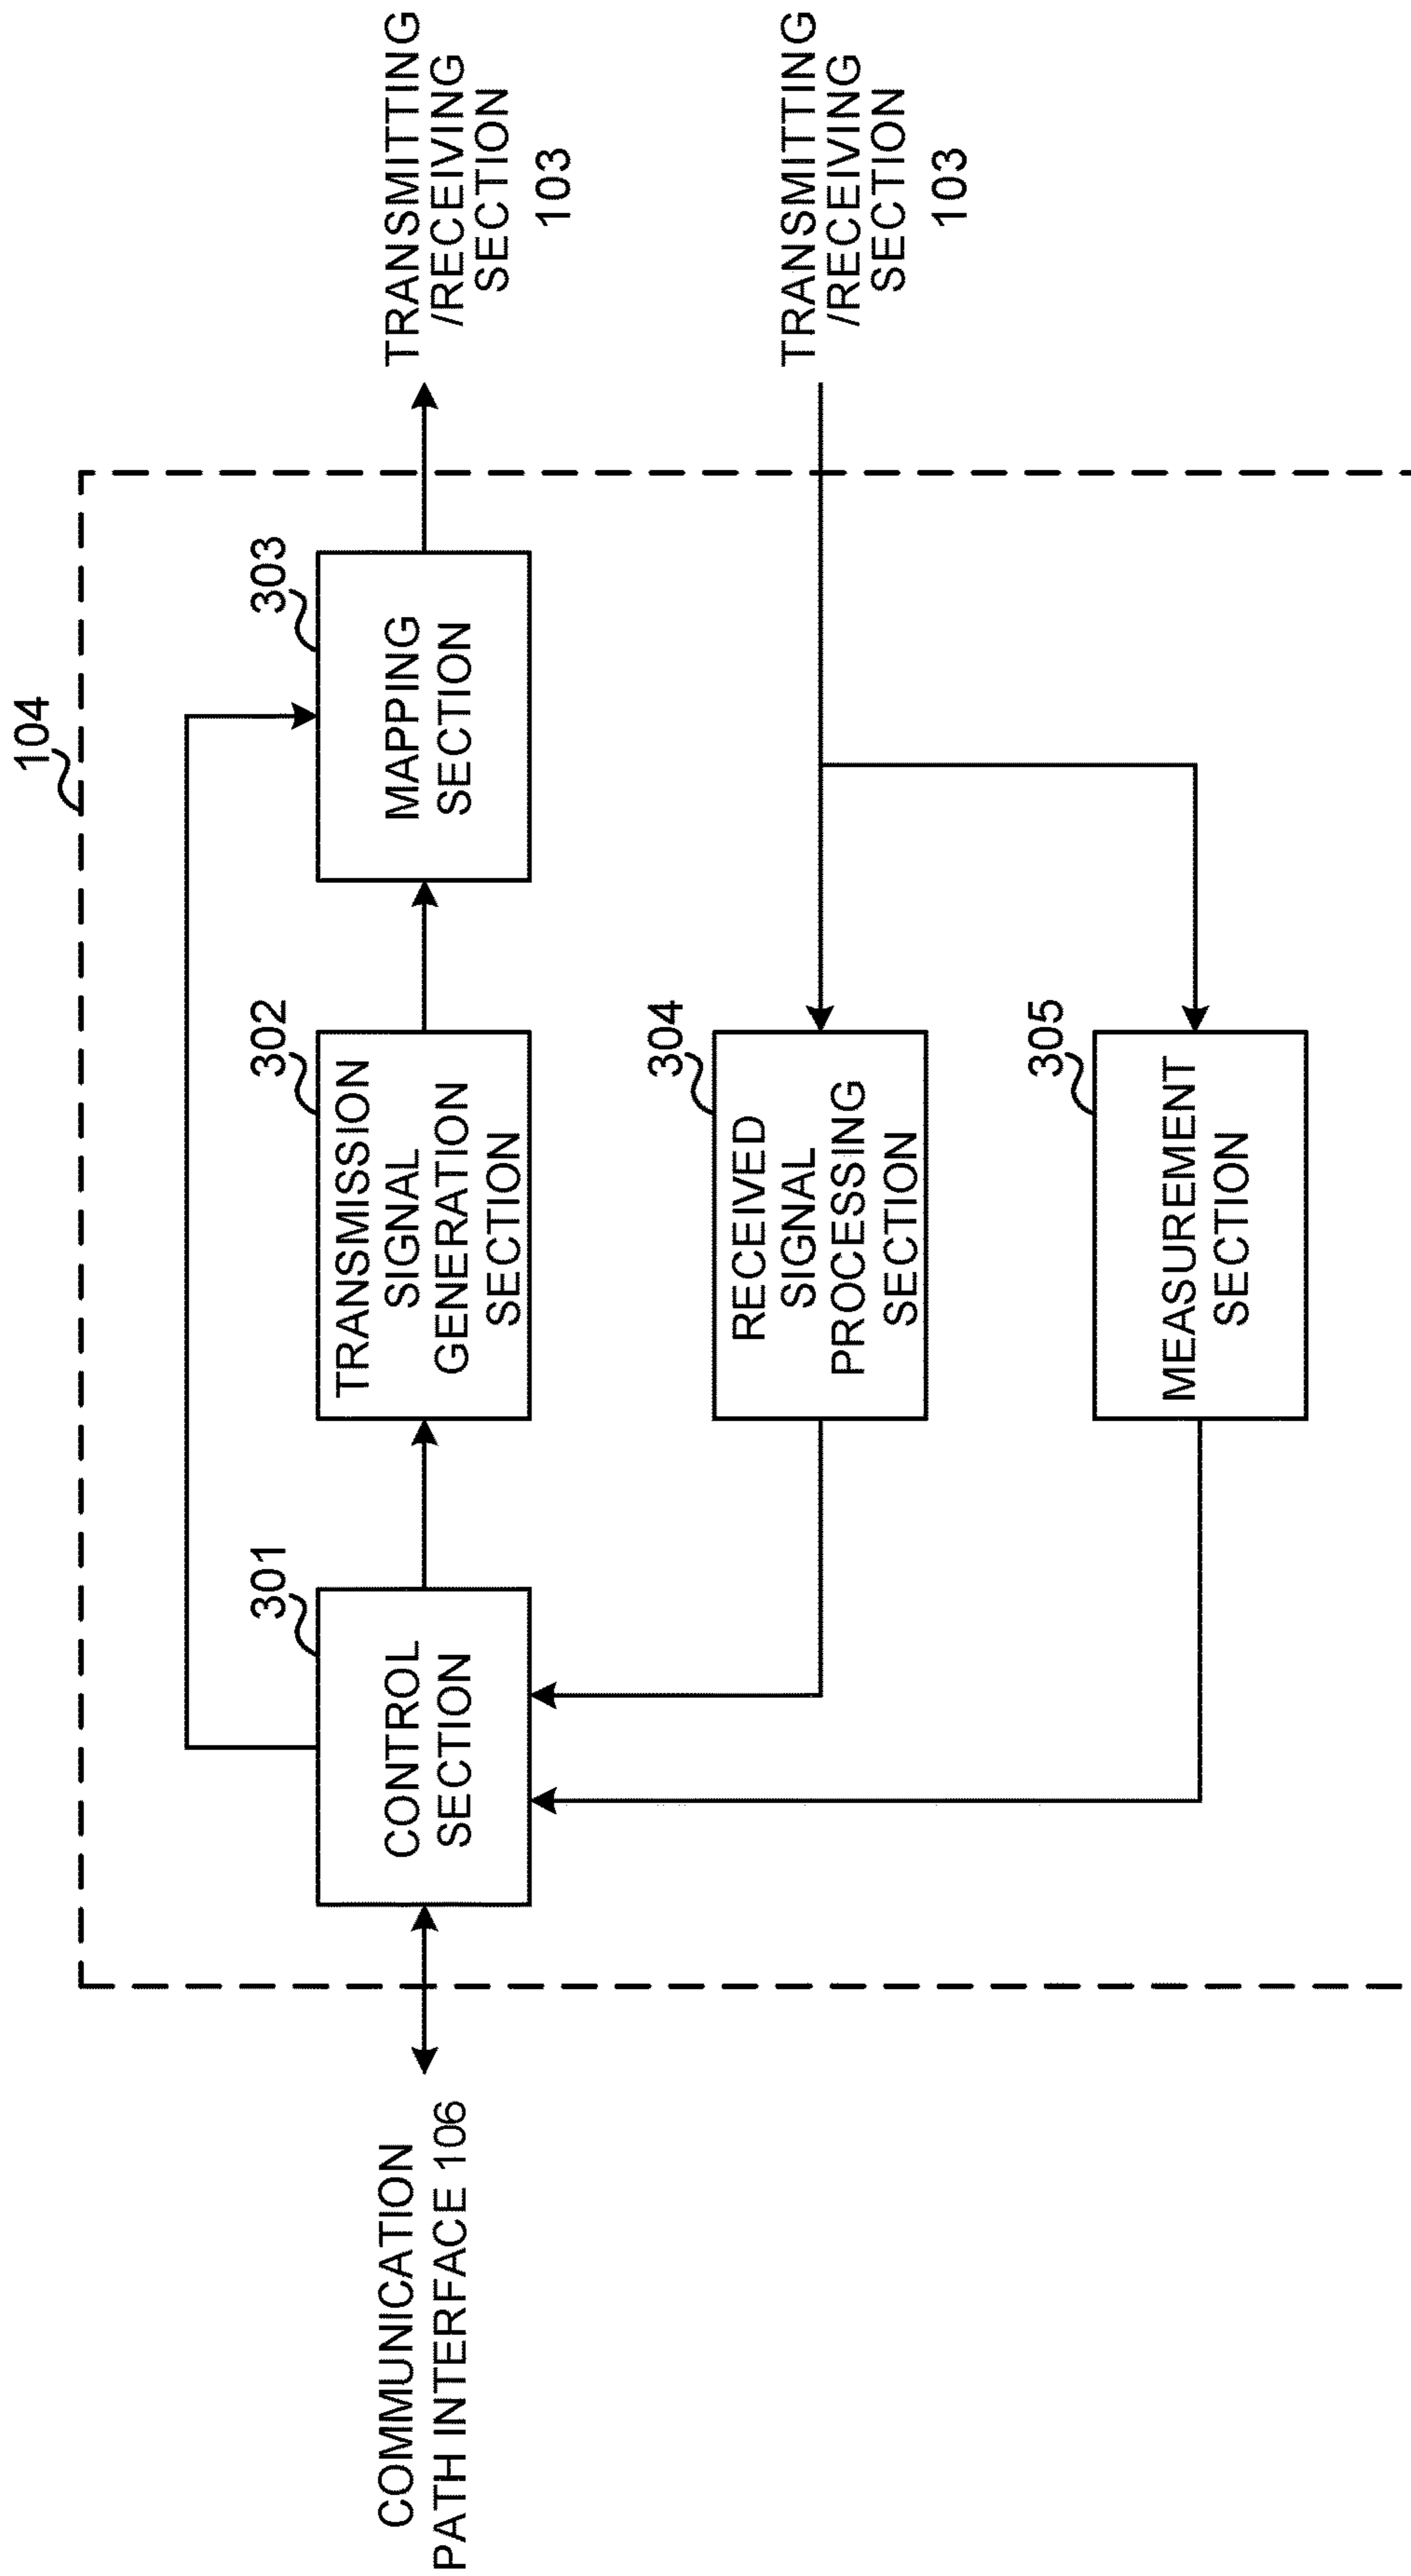 104
301
302
303
COMMUNICATION
PATH INTERFACE 106
CONTROL
SECTION
TRANSMISSION
SIGNAL
GENERATION
SECTION
MAPPING
SECTION
TRANSMITTING
/RECEIVING
SECTION
103
304
RECEIVED
SIGNAL
PROCESSING
SECTION
TRANSMITTING
/RECEIVING
SECTION
103
305
MEASUREMENT
SECTION